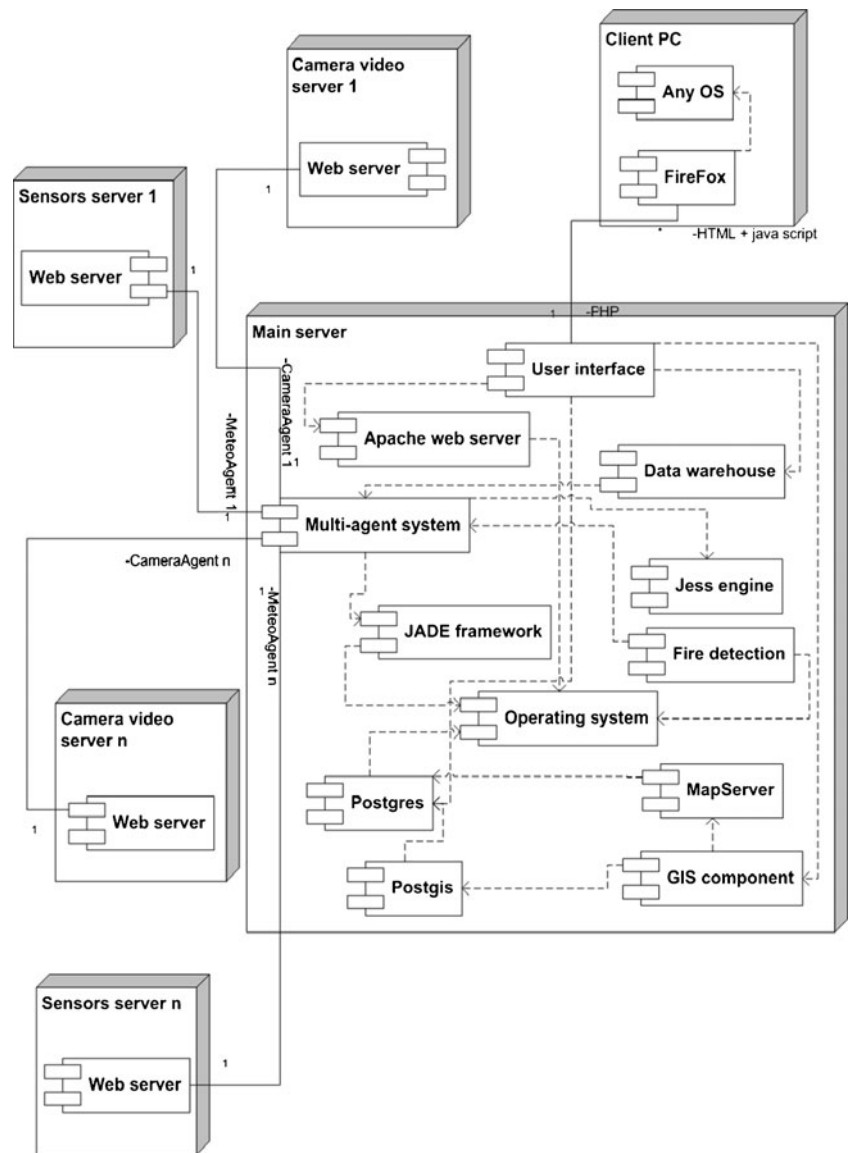 Client PC
Any OS
FireFox
*
-HTML + java script
Camera video
server 1
Web server
1
Sensors server 1
Web server
1
Main server
1
-PHP
User interface
-CameraAgent 1
1
-MeteoAgent 1
1
Apache web server
Data warehouse
Multi-agent system
-CameraAgent n
1
-MeteoAgent n
Jess engine
JADE framework
Fire detection
Operating system
Camera video
server n
Web server
1
Postgres
MapServer
Postgis
GIS component
Sensors server n
Web server
1